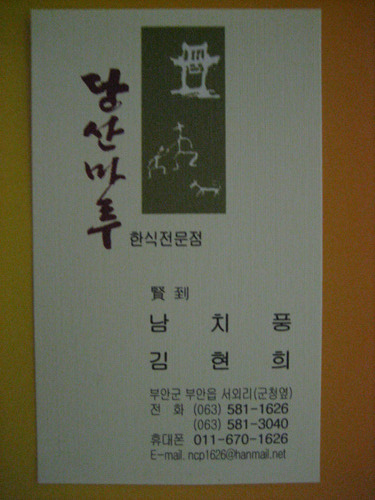 당산마루
한식전문점
賢 到
남 치 풍
김 현 희
부안군 부안읍 서외리(군청옆)
전 화 (063) 581-1626
(063) 581-3040
휴대폰 011-670-1626
E-mail. ncp1626@hanmail.net